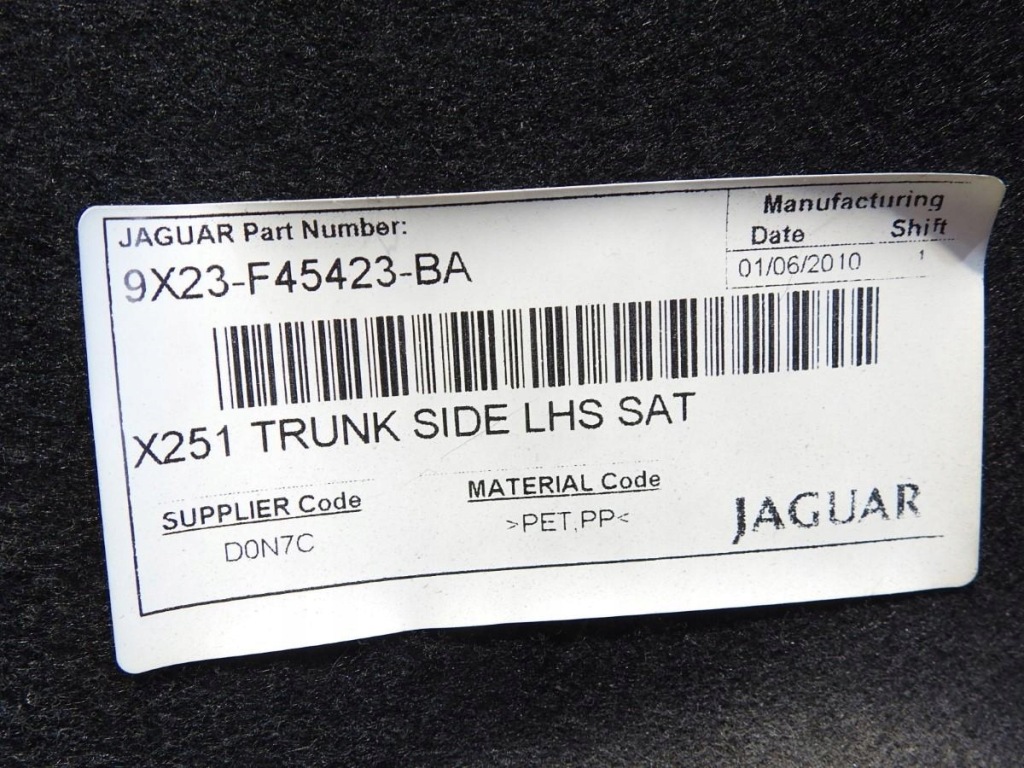 JAGUAR Part Number:
9X23-F45423-BA
Manufacturing
Date Shift
01/06/2010 1
X251 TRUNK SIDE LHS SAT
SUPPLIER Code
D0N7C
MATERIAL Code
>PET,PP<
JAGUAR